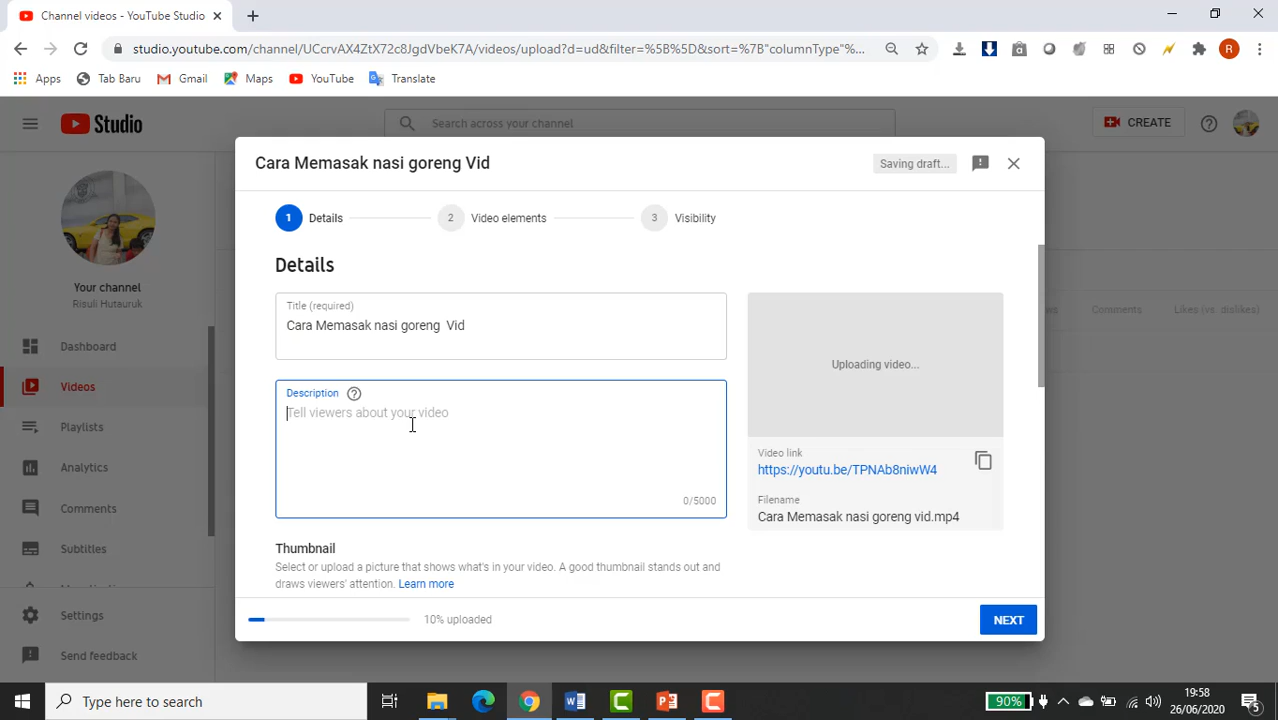 Channel videos - YouTube Studio
studio.youtube.com/channel/UCcrvAX4ZtX72c8JgdVbeK7A/videos/upload?d=ud&filter=%5B%5D&sort=%7B"columnType"%...
R
Apps
Tab Baru
Gmail
Maps
YouTube
Translate
Studio
Search across your channel
CREATE
Cara Memasak nasi goreng Vid
Saving draft...
1 Details
2 Video elements
3 Visibility
Your channel
Risuli Hutauruk
Dashboard
Videos
Playlists
Analytics
Comments
Subtitles
Settings
Send feedback
Comments
Likes (vs. dislikes)
Details
Title (required)
Cara Memasak nasi goreng  Vid
Description
Tell viewers about your video
0/5000
Uploading video...
Video link
https://youtu.be/TPNAb8niwW4
Filename
Cara Memasak nasi goreng vid.mp4
Thumbnail
Select or upload a picture that shows what's in your video. A good thumbnail stands out and
draws viewers' attention. Learn more
10% uploaded
NEXT
Type here to search
90%
19:58
26/06/2020
5